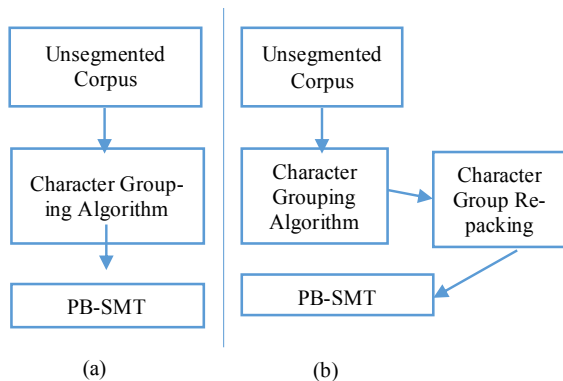 Unsegmented
Corpus
Character Group-
ing Algorithm
PB-SMT
(a)
Unsegmented
Corpus
Character
Grouping
Algorithm
Character
Group Re-
packing
PB-SMT
(b)